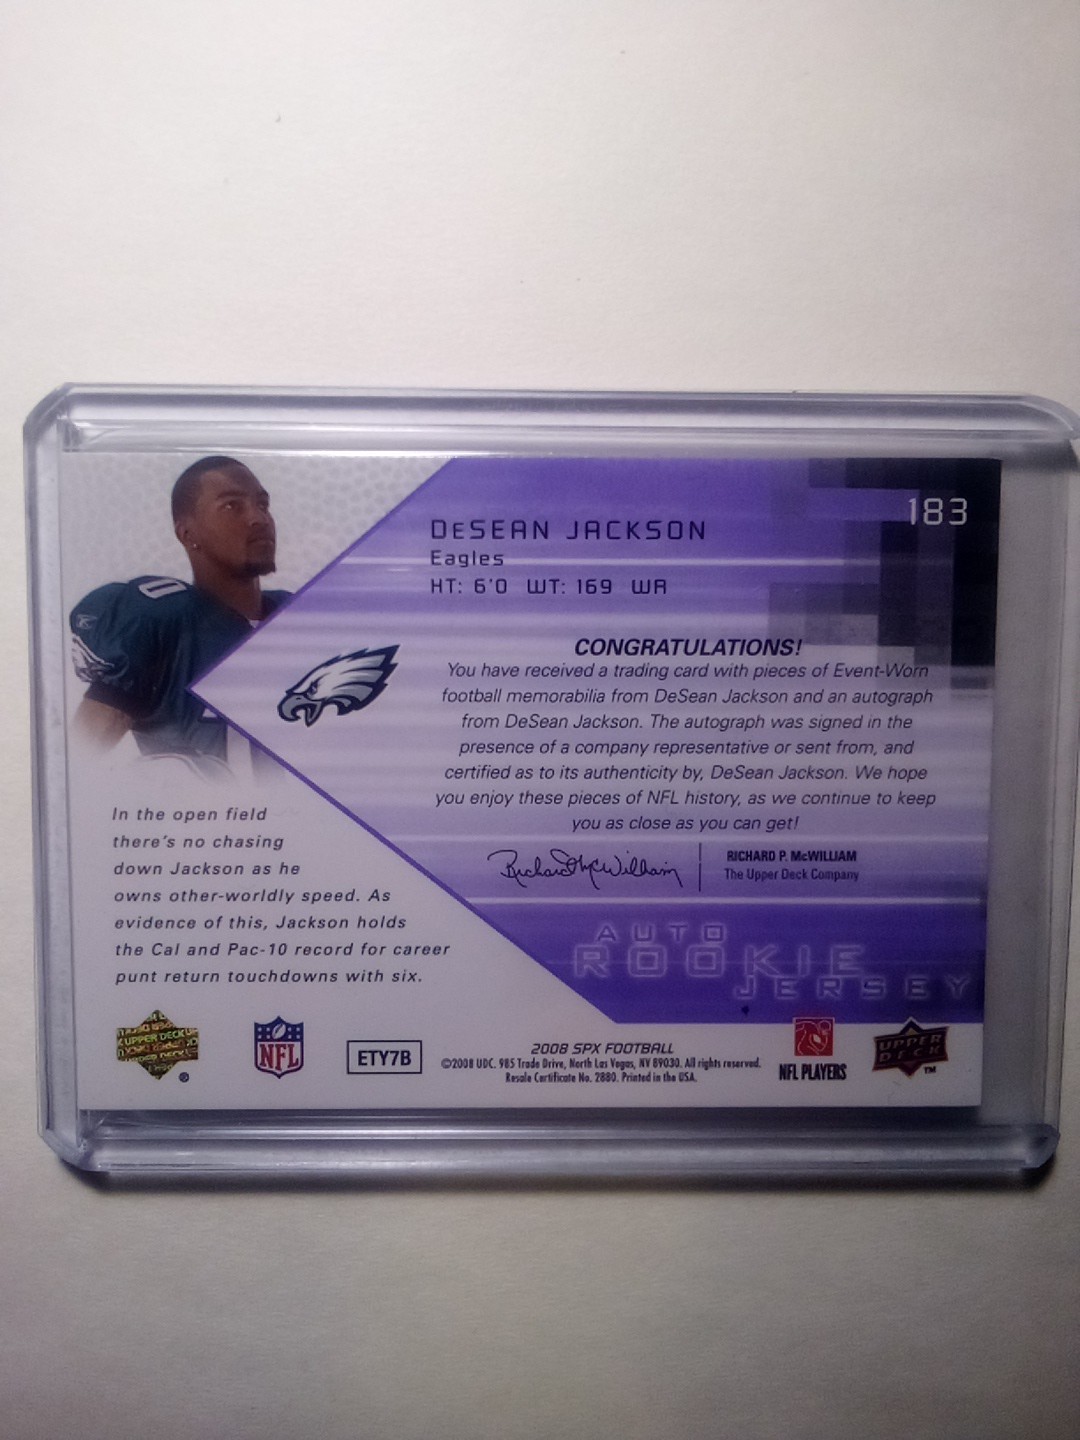 183
DeSEAN JACKSON
Eagles
HT: 6'0 WT: 169 WR
CONGRATULATIONS!
You have received a trading card with pieces of Event-Worn
football memorabilia from DeSean Jackson and an autograph
from DeSean Jackson. The autograph was signed in the
presence of a company representative or sent from, and
certified as to its authenticity by, DeSean Jackson. We hope
you enjoy these pieces of NFL history, as we continue to keep
you as close as you can get!
Richard P. McWilliam
RICHARD P. McWILLIAM
The Upper Deck Company
In the open field
there's no chasing
down Jackson as he
owns other-worldly speed. As
evidence of this, Jackson holds
the Cal and Pac-10 record for career
punt return touchdowns with six.
AUTO
ROOKIE
JERSEY
UPPER DECK
®
NFL
ETY7B
2008 SPX FOOTBALL
©2008 UDC. 985 Trade Drive, North Las Vegas, NV 89030. All rights reserved.
Resale Certificate No. 2880. Printed in the USA.
NFL PLAYERS
UPPER
DECK
TM